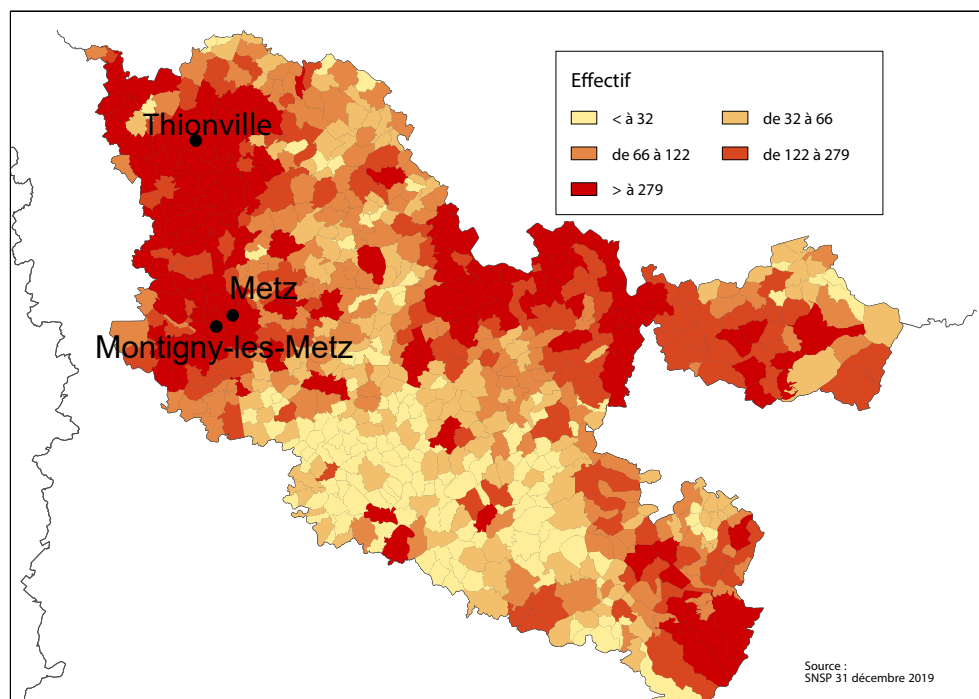 Effectif
< à 32
de 32 à 66
de 66 à 122
de 122 à 279
> à 279
Thionville
Metz
Montigny-les-Metz
Source :
SNSP 31 décembre 2019